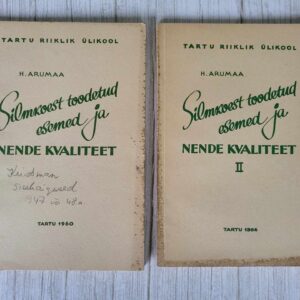 TARTU RIIKLIK ÜLIKOOL
H. ARUMAA
Silmkoest toodetud
esemed ja
NENDE KVALITEET
TARTU 1960
TARTU RIIKLIK ÜLIKOOL
H. ARUMAA
Silmkoest toodetud
esemed ja
NENDE KVALITEET
II
TARTU 1964